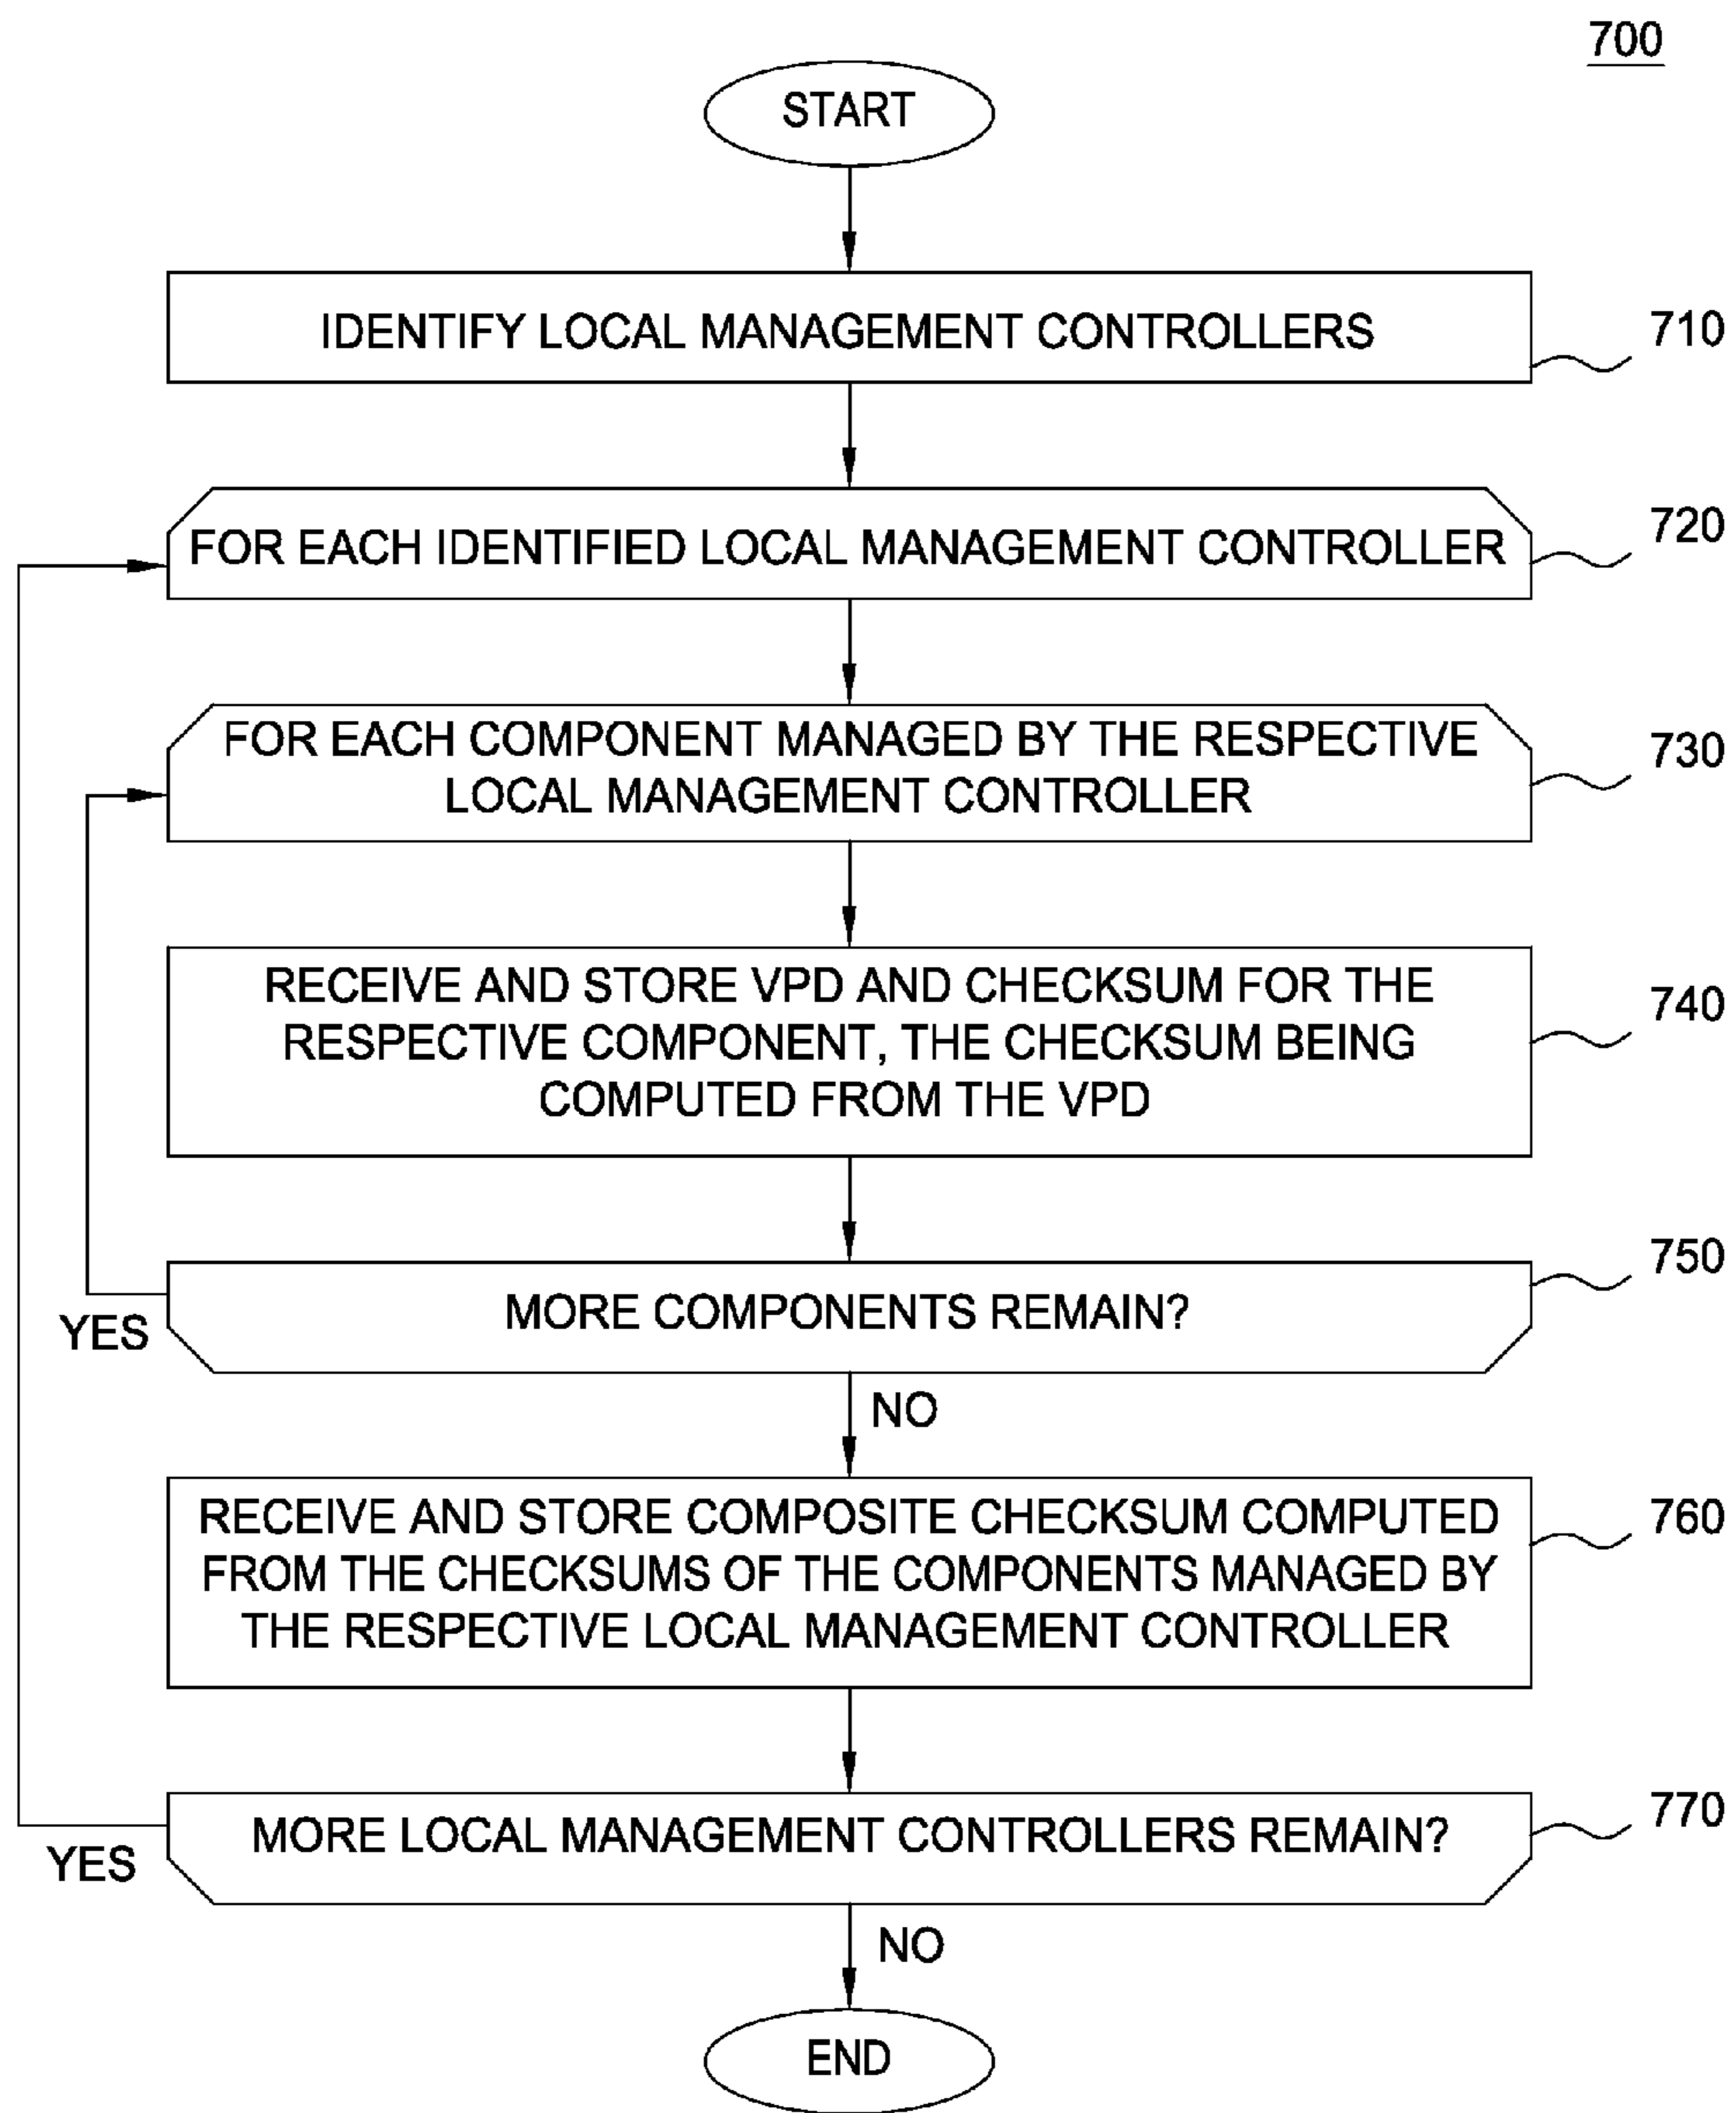 700
START
IDENTIFY LOCAL MANAGEMENT CONTROLLERS
710
FOR EACH IDENTIFIED LOCAL MANAGEMENT CONTROLLER
720
FOR EACH COMPONENT MANAGED BY THE RESPECTIVE
LOCAL MANAGEMENT CONTROLLER
730
RECEIVE AND STORE VPD AND CHECKSUM FOR THE
RESPECTIVE COMPONENT, THE CHECKSUM BEING
COMPUTED FROM THE VPD
740
MORE COMPONENTS REMAIN?
750
YES
NO
RECEIVE AND STORE COMPOSITE CHECKSUM COMPUTED
FROM THE CHECKSUMS OF THE COMPONENTS MANAGED BY
THE RESPECTIVE LOCAL MANAGEMENT CONTROLLER
760
MORE LOCAL MANAGEMENT CONTROLLERS REMAIN?
770
YES
NO
END